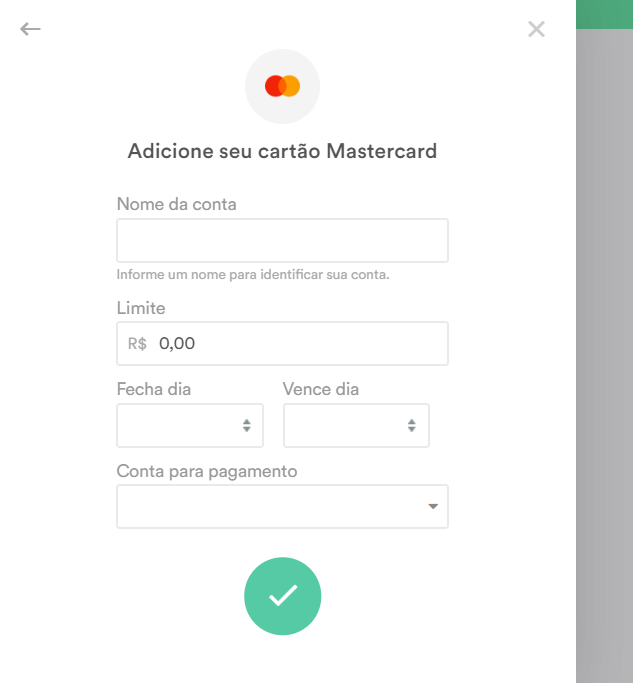 Adicione seu cartão Mastercard
Nome da conta
Informe um nome para identificar sua conta.
Limite
R$ 0,00
Fecha dia Vence dia
Conta para pagamento